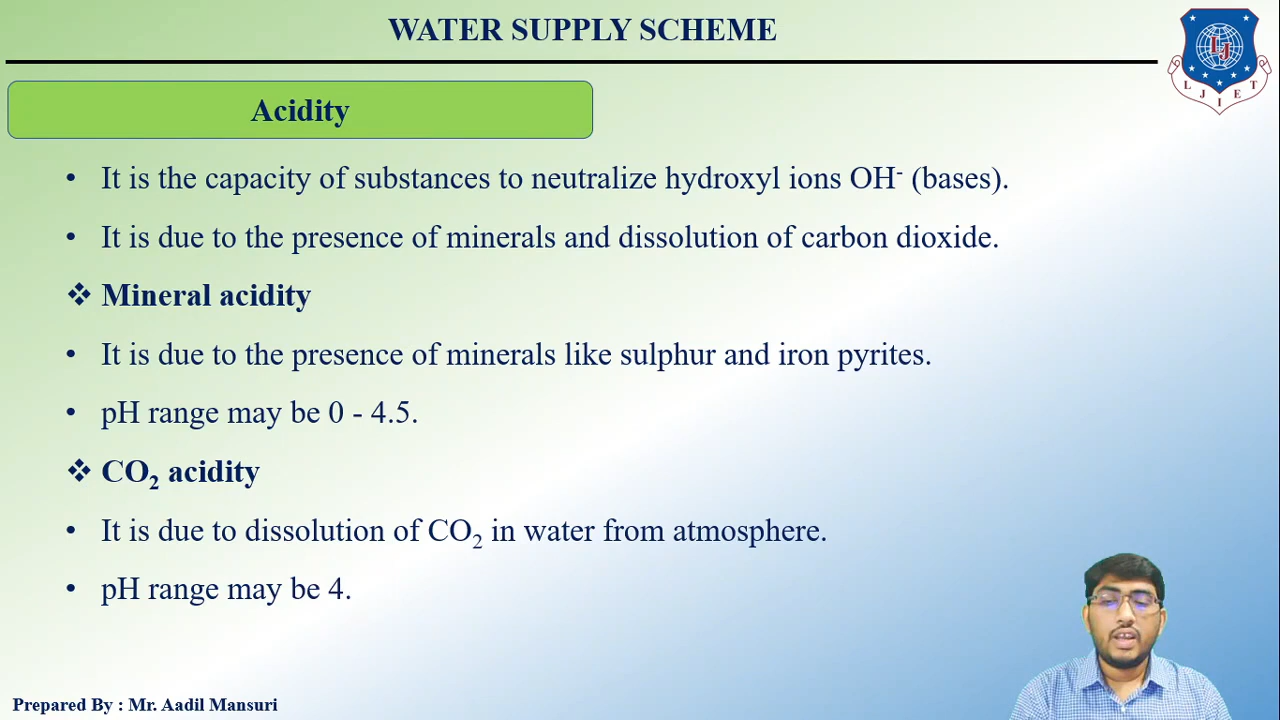 WATER SUPPLY SCHEME
LJ
L J I E T
Acidity
• It is the capacity of substances to neutralize hydroxyl ions OH⁻ (bases).
• It is due to the presence of minerals and dissolution of carbon dioxide.
❖ Mineral acidity
• It is due to the presence of minerals like sulphur and iron pyrites.
• pH range may be 0 - 4.5.
❖ CO₂ acidity
• It is due to dissolution of CO₂ in water from atmosphere.
• pH range may be 4.
Prepared By : Mr. Aadil Mansuri